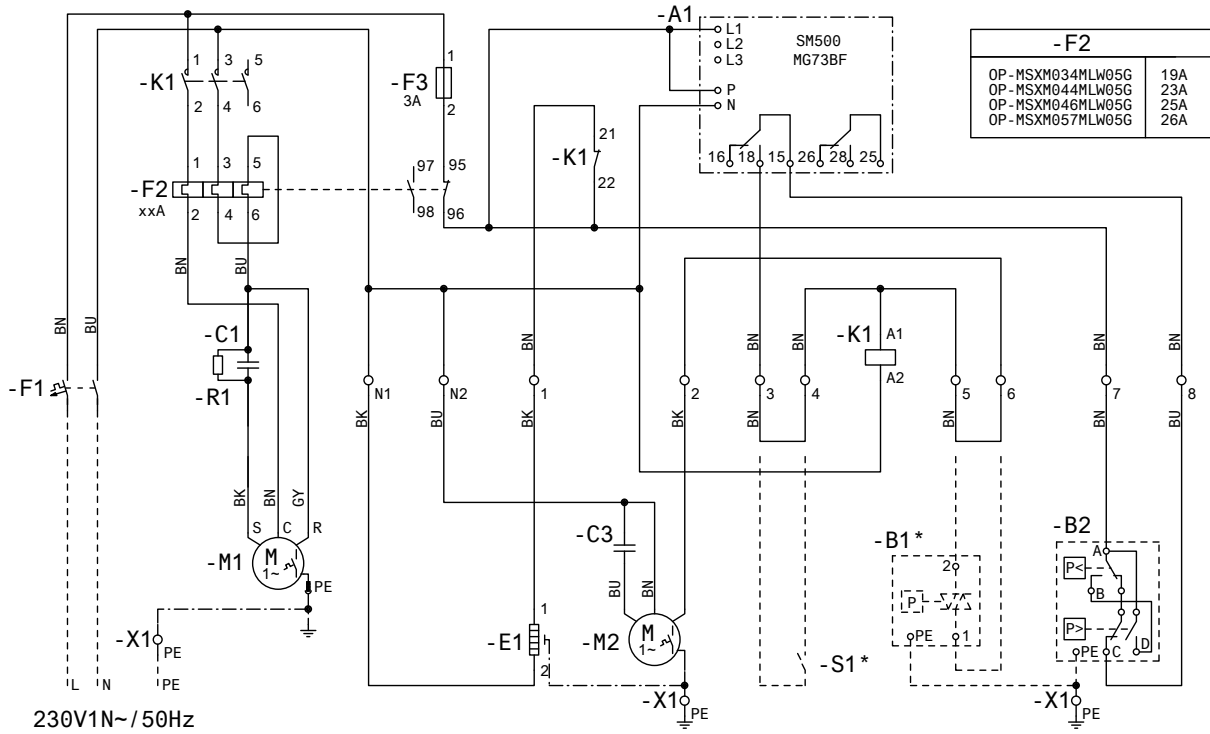 -A1
L1
L2
L3
P
N
SM500
MG73BF
16 18 15 26 28 25
-F2
OP-MSXM034MLW05G 19A
OP-MSXM044MLW05G 23A
OP-MSXM046MLW05G 25A
OP-MSXM057MLW05G 26A
1 3 5
-K1
2 4 6
-F3
3A
1
2
21
-K1
22
1 3 5
-F2
xxA
2 4 6
97 95
98 96
BN BU
BN BU
-C1
-R1
-F1
BN BN BN BN BN
-K1 A1
A2
N1 N2 1 2 3 4 5 6 7 8
BK BU BK BK BN BN BN BN BU
BK BN GY
S C R
-M1
M
1~
PE
-X1
PE
PE
L N
230V1N~/50Hz
1
-E1
2
-C3
BU BN
-M2
M
1~
-X1
PE
-S1*
-B1*
2
P
PE 1
-B2
A
P<
B
P>
PE C D
-X1
PE